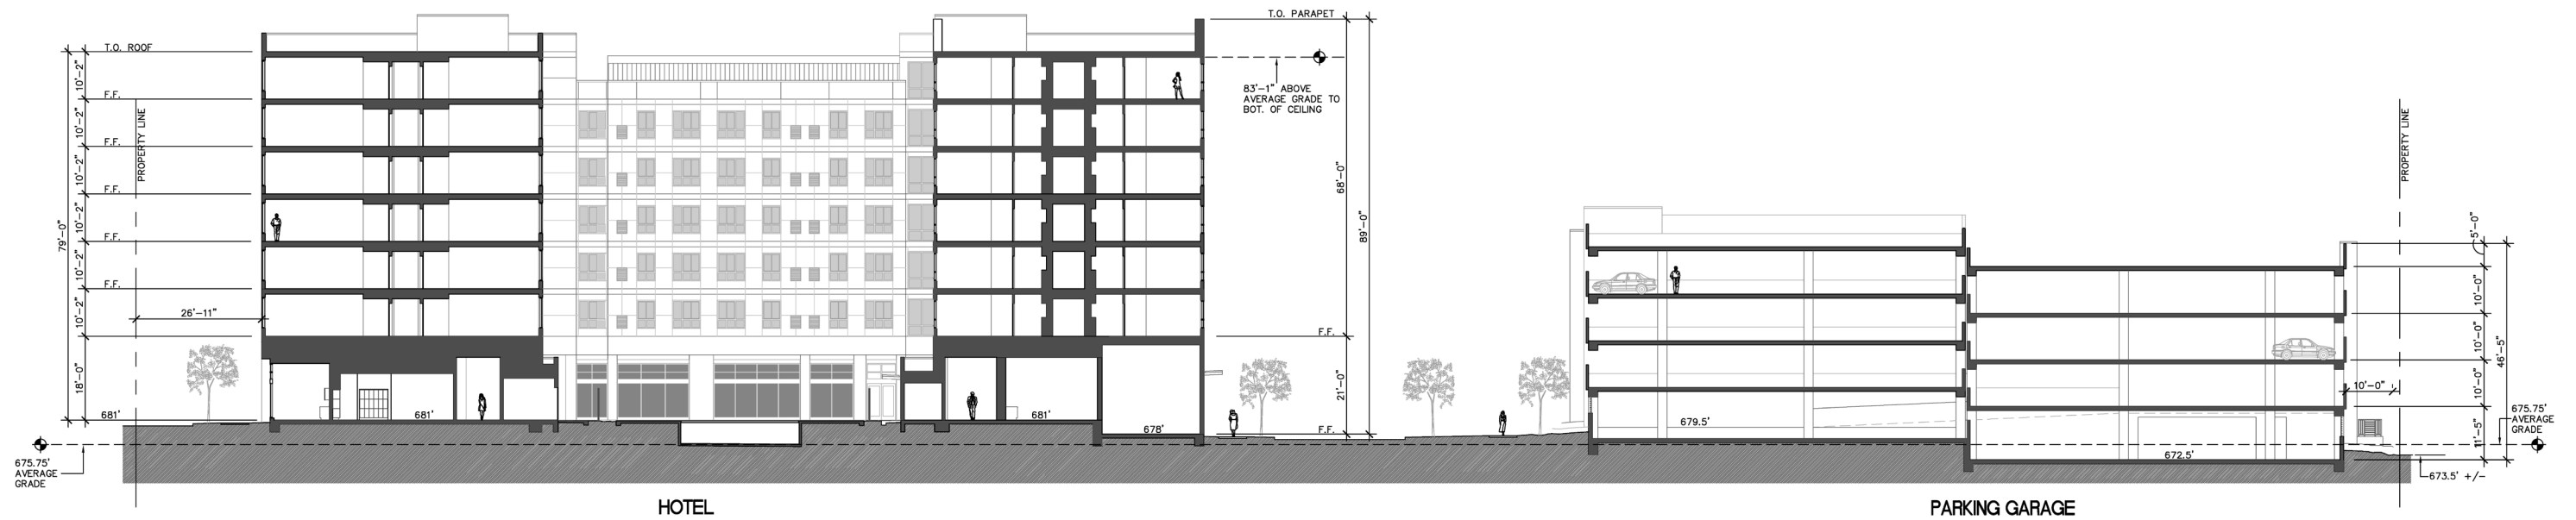 T.O. ROOF
10'-2"
F.F.
10'-2"
F.F.
10'-2"
F.F.
10'-2"
F.F.
10'-2"
F.F.
10'-2"
79'-0"
PROPERTY LINE
26'-11"
18'-0"
681'
681'
681'
678'
675.75'
AVERAGE
GRADE
T.O. PARAPET
83'-1" ABOVE
AVERAGE GRADE TO
BOT. OF CEILING
68'-0"
89'-0"
F.F.
21'-0"
F.F.
679.5'
672.5'
PROPERTY LINE
5'-0"
10'-0"
10'-0"
10'-0"
11'-5"
46'-5"
10'-0"
675.75'
AVERAGE
GRADE
673.5' +/-
HOTEL
PARKING GARAGE